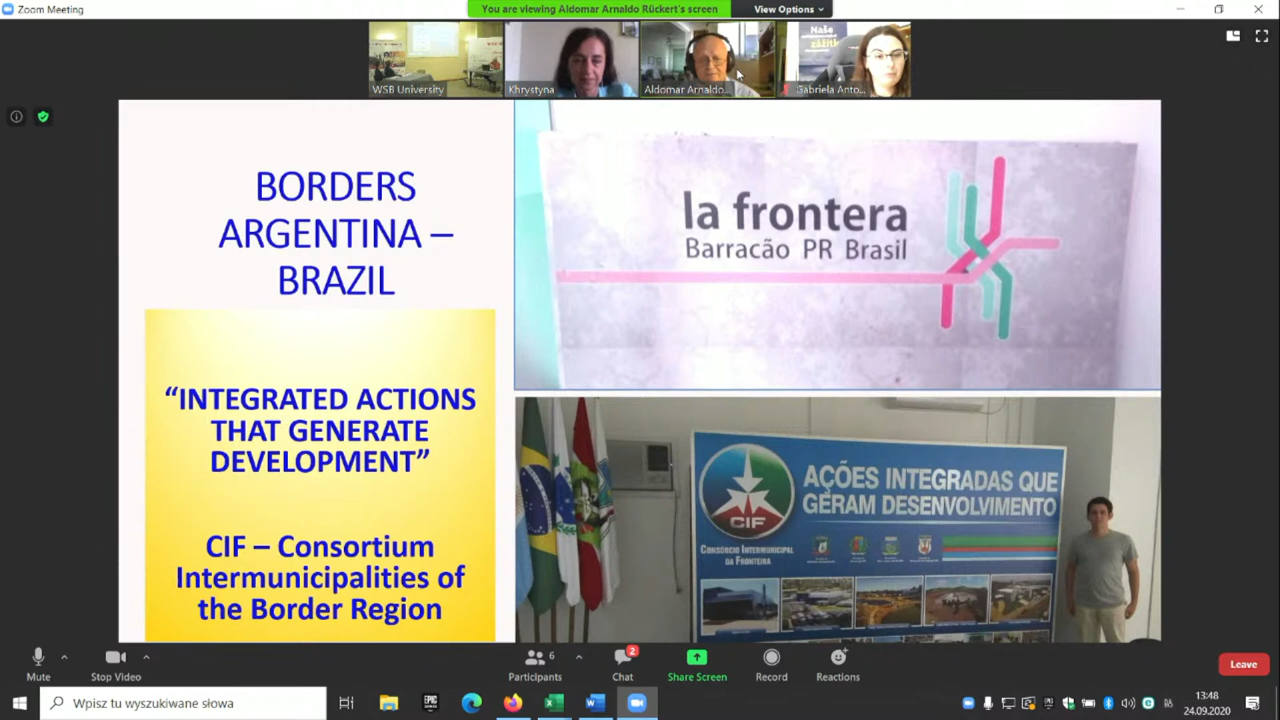 Zoom Meeting
You are viewing Aldomar Arnaldo Rückert's screen
View Options
Naše
zážitk
WSB University
Khrystyna
Aldomar Arnaldo...
Gabriela Anto...
BORDERS
ARGENTINA –
BRAZIL
“INTEGRATED ACTIONS
THAT GENERATE
DEVELOPMENT”
CIF – Consortium
Intermunicipalities of
the Border Region
la frontera
Barracão PR Brasil
CIF
CONSÓRCIO INTERMUNICIPAL
DA FRONTEIRA
AÇÕES INTEGRADAS QUE
GERAM DESENVOLVIMENTO
6
2
Mute
Stop Video
Participants
Chat
Share Screen
Record
Reactions
Leave
Wpisz tu wyszukiwane słowa
EPIC
13:48
24.09.2020